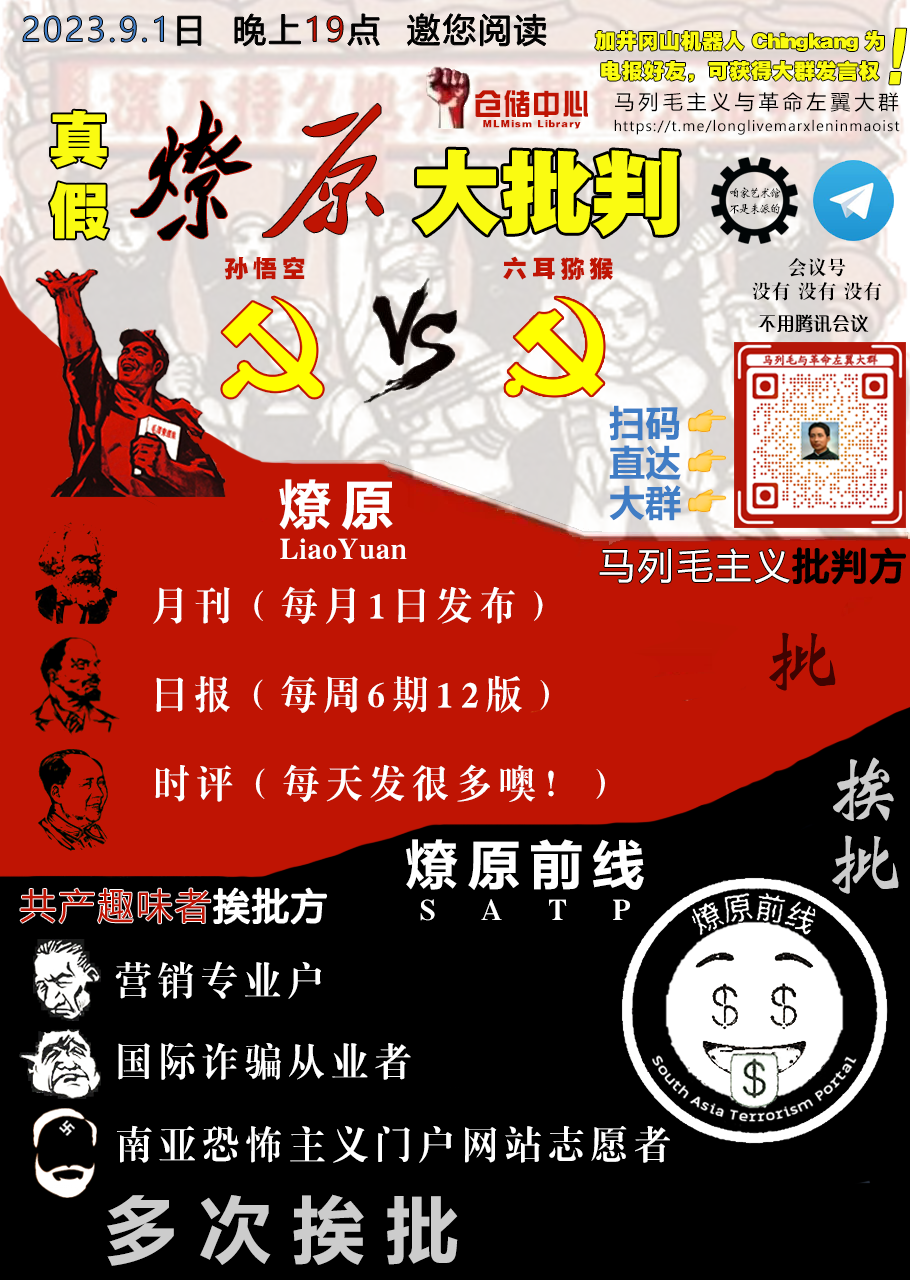 2023.9.1日 晚上19点 邀您阅读
加井冈山机器人 Chingkang 为
电报好友，可获得大群发言权！
仓储中心
MLMism Library
马列毛主义与革命左翼大群
https://t.me/longlivemarxleninmaoist
真假
燎原
大批判
咱家艺术馆
不是朱派的
孙悟空
VS
六耳猕猴
会议号
没有 没有 没有
不用腾讯会议
马列毛与革命左翼大群
扫码
直达
大群
燎原
LiaoYuan
马列毛主义批判方
月刊（每月1日发布）
批
日报（每周6期12版）
时评（每天发很多噢！）
挨批
燎原前线
S A T P
共产趣味者挨批方
燎原前线
$ $
$
South Asia Terrorism Portal
营销专业户
国际诈骗从业者
南亚恐怖主义门户网站志愿者
多次挨批